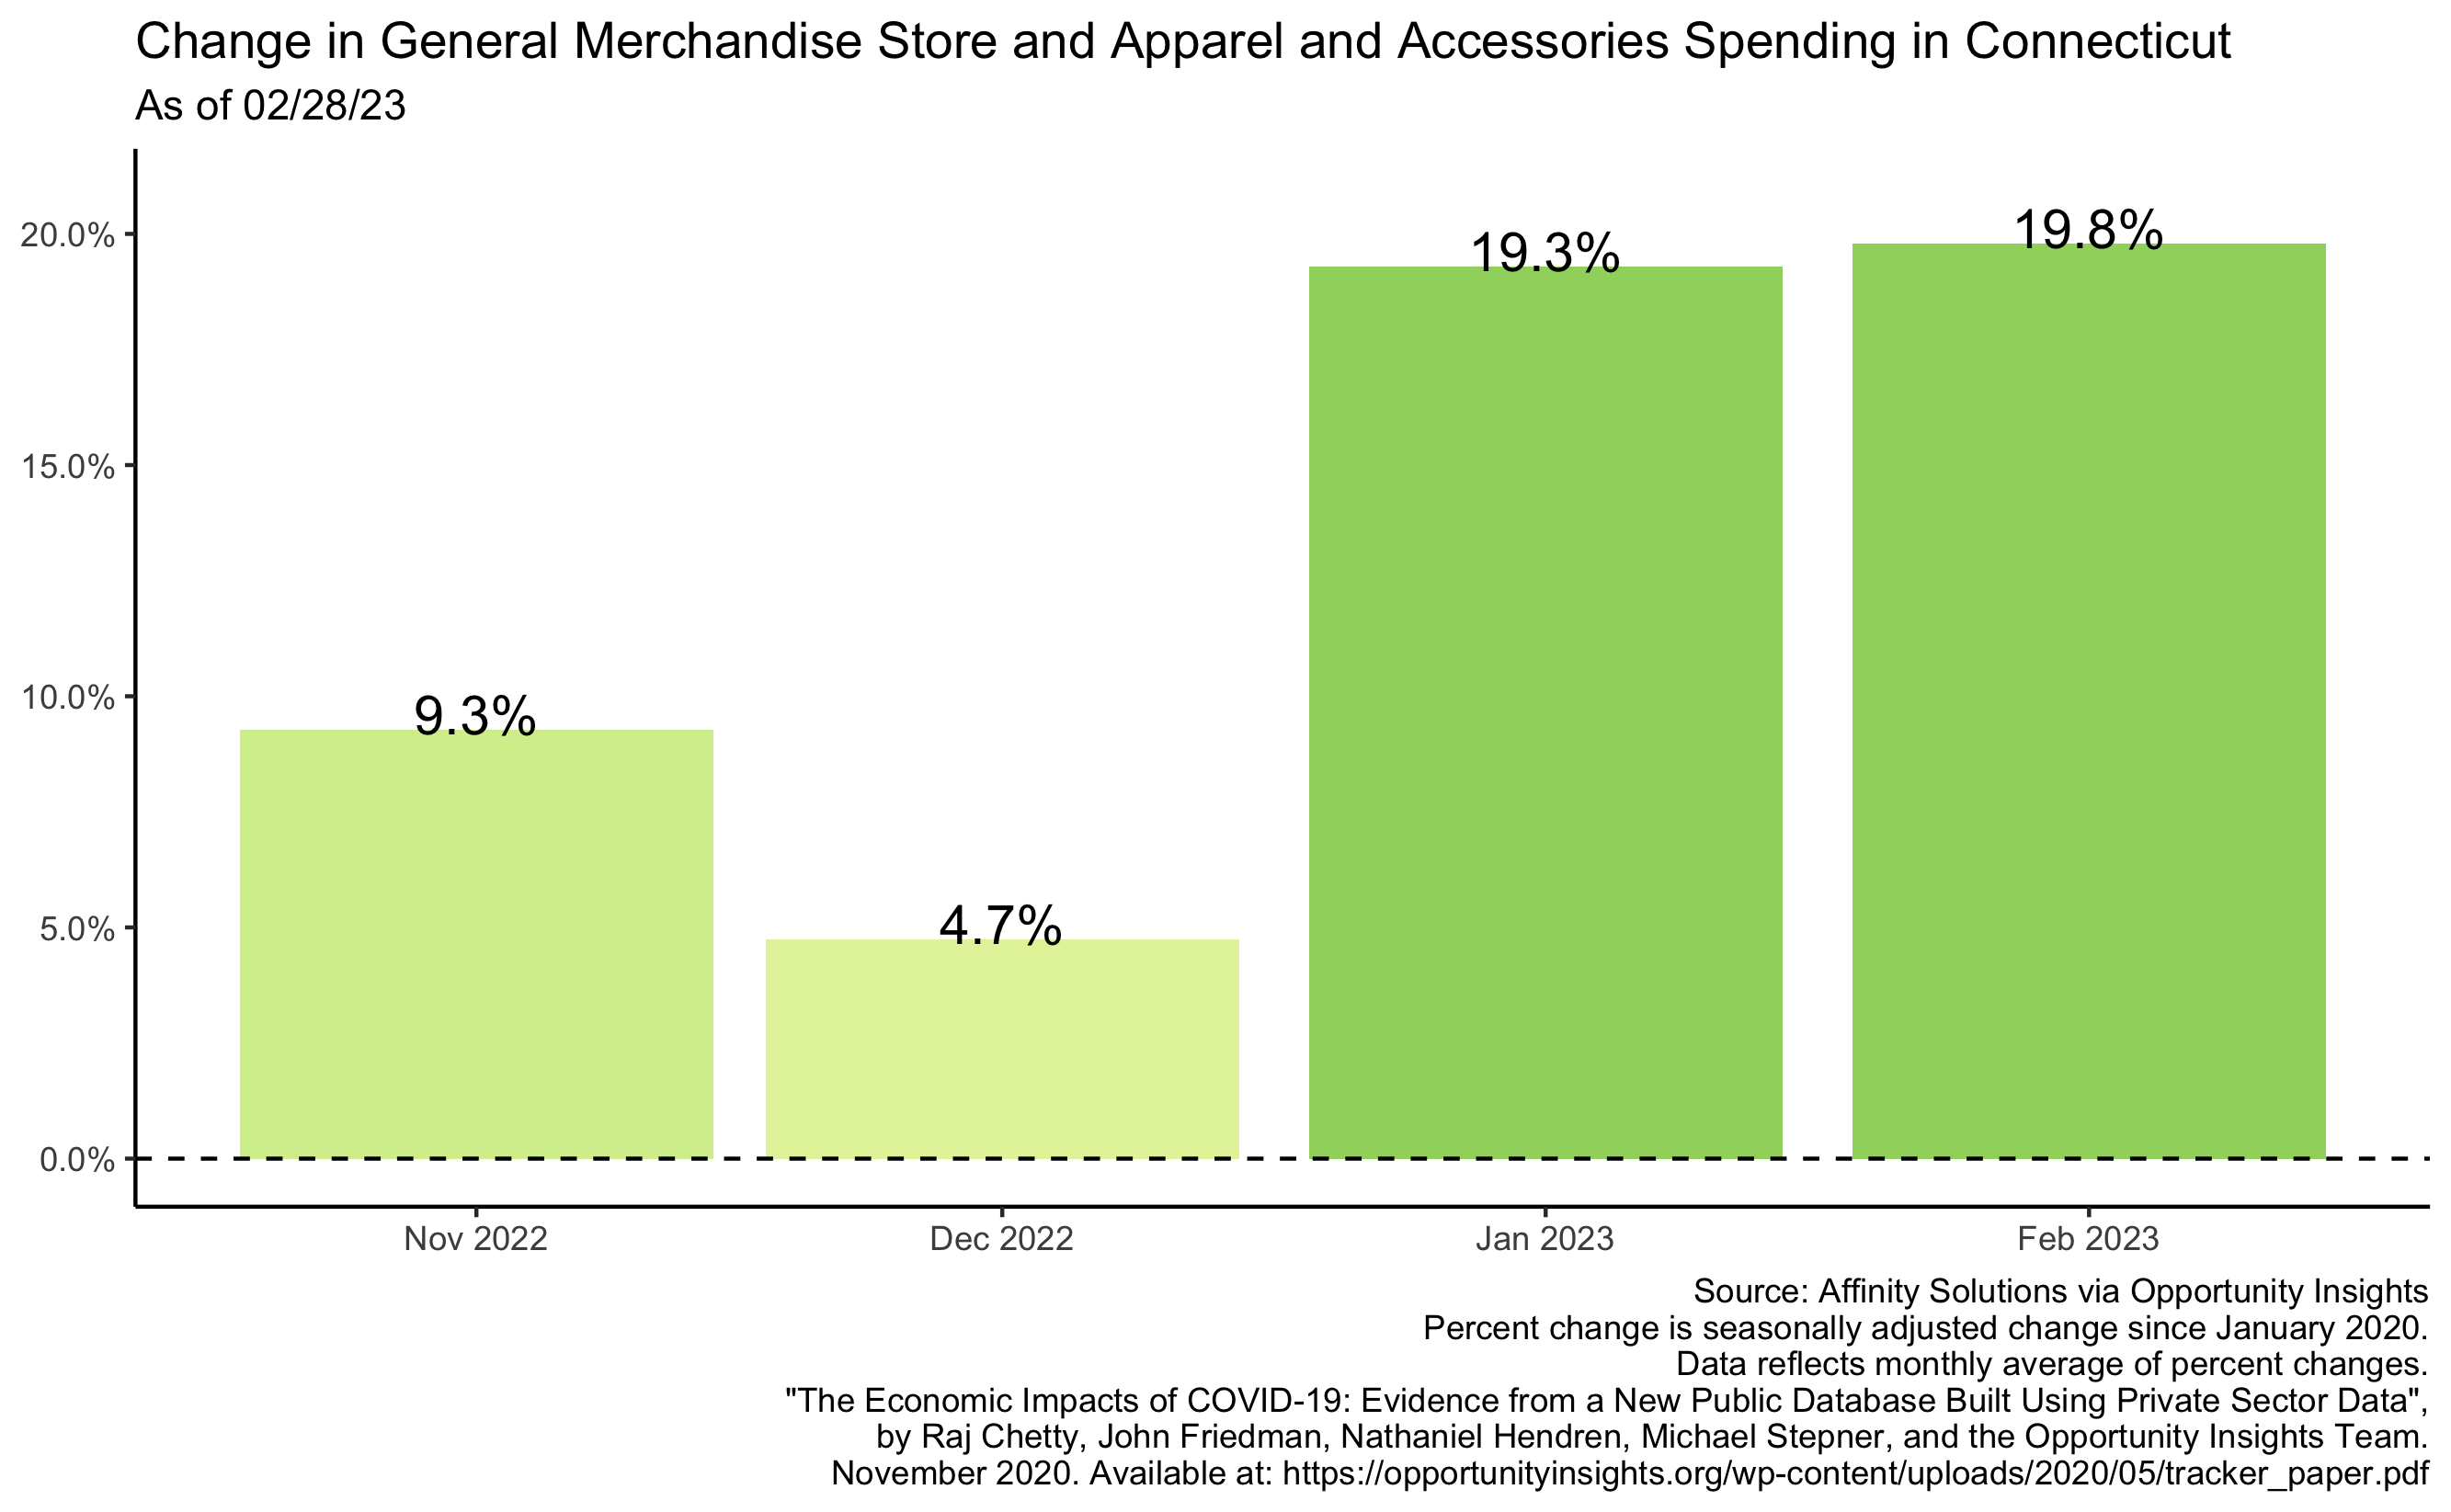 Change in General Merchandise Store and Apparel and Accessories Spending in Connecticut
As of 02/28/23
20.0%
15.0%
10.0%
5.0%
0.0%
9.3%
4.7%
19.3%
19.8%
Nov 2022
Dec 2022
Jan 2023
Feb 2023
Source: Affinity Solutions via Opportunity Insights
Percent change is seasonally adjusted change since January 2020.
Data reflects monthly average of percent changes.
"The Economic Impacts of COVID-19: Evidence from a New Public Database Built Using Private Sector Data",
by Raj Chetty, John Friedman, Nathaniel Hendren, Michael Stepner, and the Opportunity Insights Team.
November 2020. Available at: https://opportunityinsights.org/wp-content/uploads/2020/05/tracker_paper.pdf